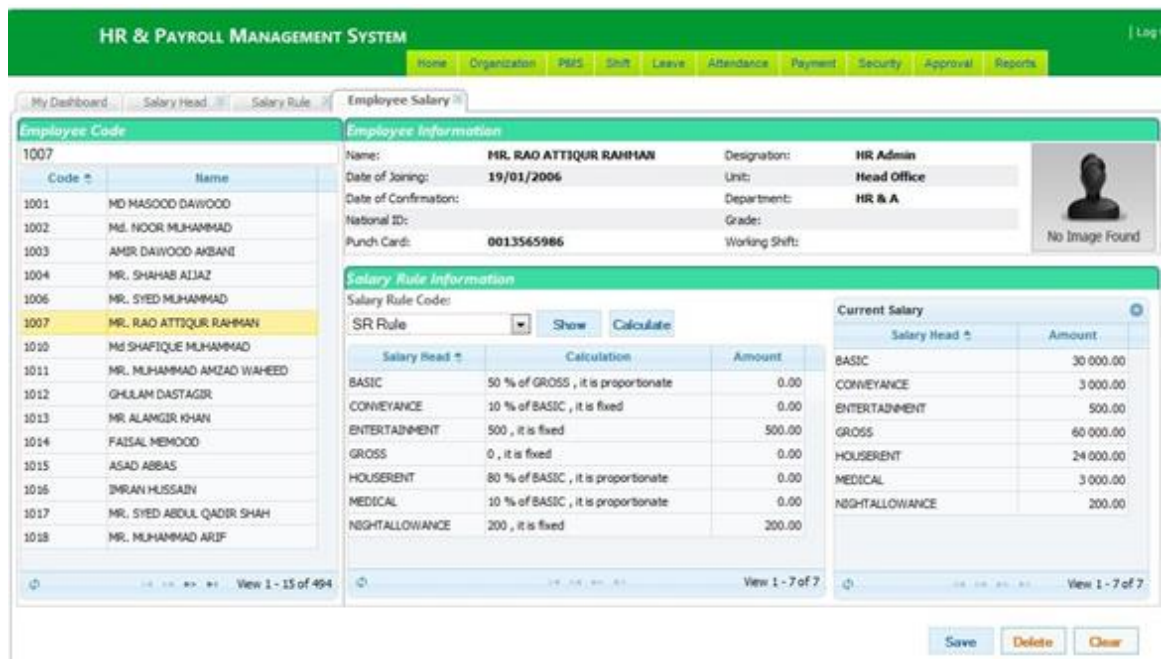 HR & PAYROLL MANAGEMENT SYSTEM
| Log
Home Organization PMS Shift Leave Attendance Payment Security Approval Reports
My Dashboard Salary Head Salary Rule Employee Salary
Employee Code
1007
Code Name
1001 MD MASOOD DAWOOD
1002 Md. NOOR MUHAMMAD
1003 AMIR DAWOOD AKBANI
1004 MR. SHAHAB AIJAZ
1006 MR. SYED MUHAMMAD
1007 MR. RAO ATTIQUR RAHMAN
1010 Md SHAFIQUE MUHAMMAD
1011 MR. MUHAMMAD AMZAD WAHEED
1012 GHULAM DASTAGIR
1013 MR ALAMGIR KHAN
1014 FAISAL MEMOOD
1015 ASAD ABBAS
1016 IMRAN HUSSAIN
1017 MR. SYED ABDUL QADIR SHAH
1018 MR. MUHAMMAD ARIF
View 1 - 15 of 494
Employee Information
Name: MR. RAO ATTIQUR RAHMAN Designation: HR Admin
Date of Joining: 19/01/2006 Unit: Head Office
Date of Confirmation: Department: HR & A
National ID: Grade:
Punch Card: 0013565986 Working Shift:
No Image Found
Salary Rule Information
Salary Rule Code:
SR Rule Show Calculate
Salary Head Calculation Amount
BASIC 50 % of GROSS , it is proportionate 0.00
CONVEYANCE 10 % of BASIC , it is fixed 0.00
ENTERTAINMENT 500 , it is fixed 500.00
GROSS 0 , it is fixed 0.00
HOUSERENT 80 % of BASIC , it is proportionate 0.00
MEDICAL 10 % of BASIC , it is proportionate 0.00
NIGHTALLOWANCE 200 , it is fixed 200.00
View 1 - 7 of 7
Current Salary
Salary Head Amount
BASIC 30 000.00
CONVEYANCE 3 000.00
ENTERTAINMENT 500.00
GROSS 60 000.00
HOUSERENT 24 000.00
MEDICAL 3 000.00
NIGHTALLOWANCE 200.00
View 1 - 7 of 7
Save Delete Clear